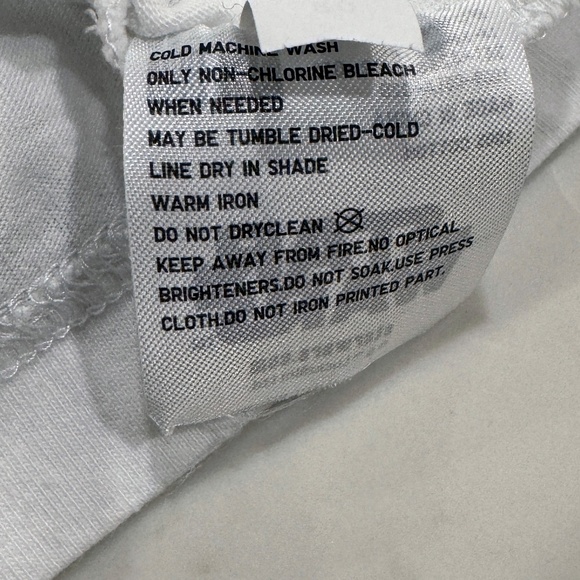 COLD MACHINE WASH
ONLY NON-CHLORINE BLEACH
WHEN NEEDED
MAY BE TUMBLE DRIED-COLD
LINE DRY IN SHADE
WARM IRON
DO NOT DRYCLEAN
KEEP AWAY FROM FIRE.NO OPTICAL
BRIGHTENERS.DO NOT SOAK.USE PRESS
CLOTH.DO NOT IRON PRINTED PART.